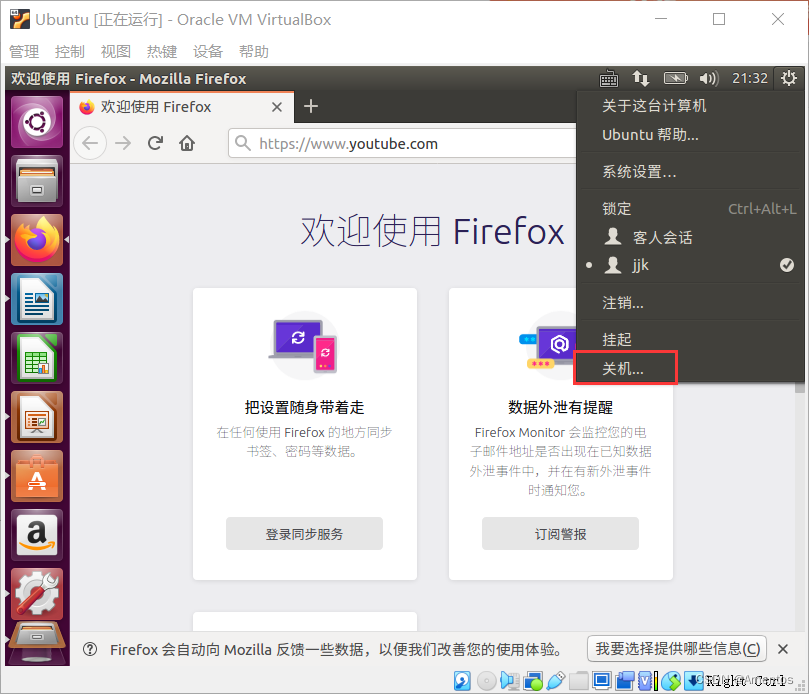 Ubuntu [正在运行] - Oracle VM VirtualBox
管理 控制 视图 热键 设备 帮助
欢迎使用 Firefox - Mozilla Firefox
21:32
欢迎使用 Firefox
https://www.youtube.com
关于这台计算机
Ubuntu 帮助...
系统设置...
锁定 Ctrl+Alt+L
客人会话
jjk
注销...
挂起
关机...
欢迎使用 Firefox
把设置随身带着走
在任何使用 Firefox 的地方同步
书签、密码等数据。
登录同步服务
数据外泄有提醒
Firefox Monitor 会监控您的电
子邮件地址是否出现在已知数据
外泄事件中，并在有新外泄事件
时通知您。
订阅警报
Firefox 会自动向 Mozilla 反馈一些数据，以便我们改善您的使用体验。
我要选择提供哪些信息(C)
Right Ctrl